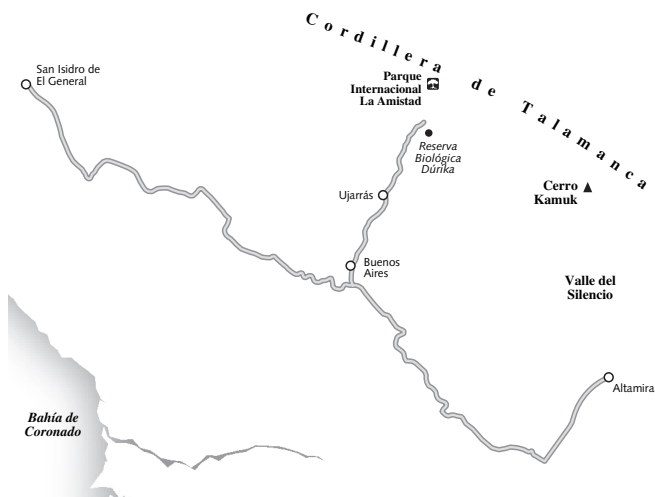 Cordillera de Talamanca
San Isidro de
El General
Parque
Internacional
La Amistad
Reserva
Biológica
Dúrika
Cerro
Kamuk
Ujarrás
Buenos
Aires
Valle del
Silencio
Altamira
Bahía de
Coronado